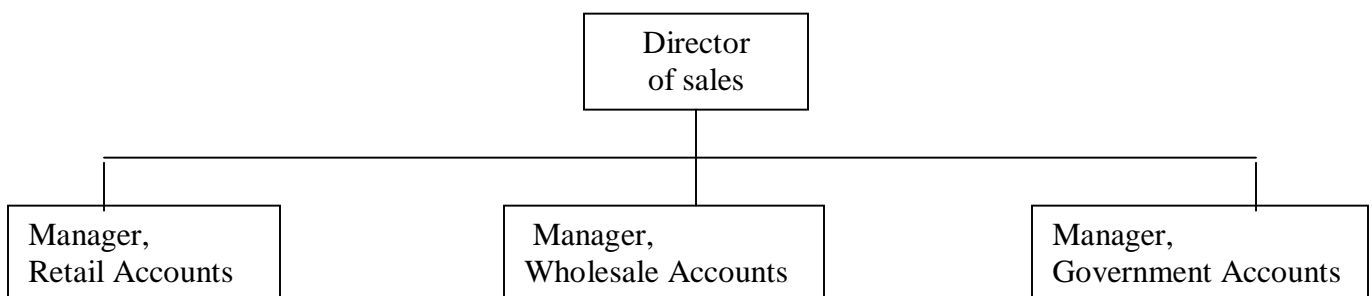 Director
of sales
Manager,
Retail Accounts
Manager,
Wholesale Accounts
Manager,
Government Accounts